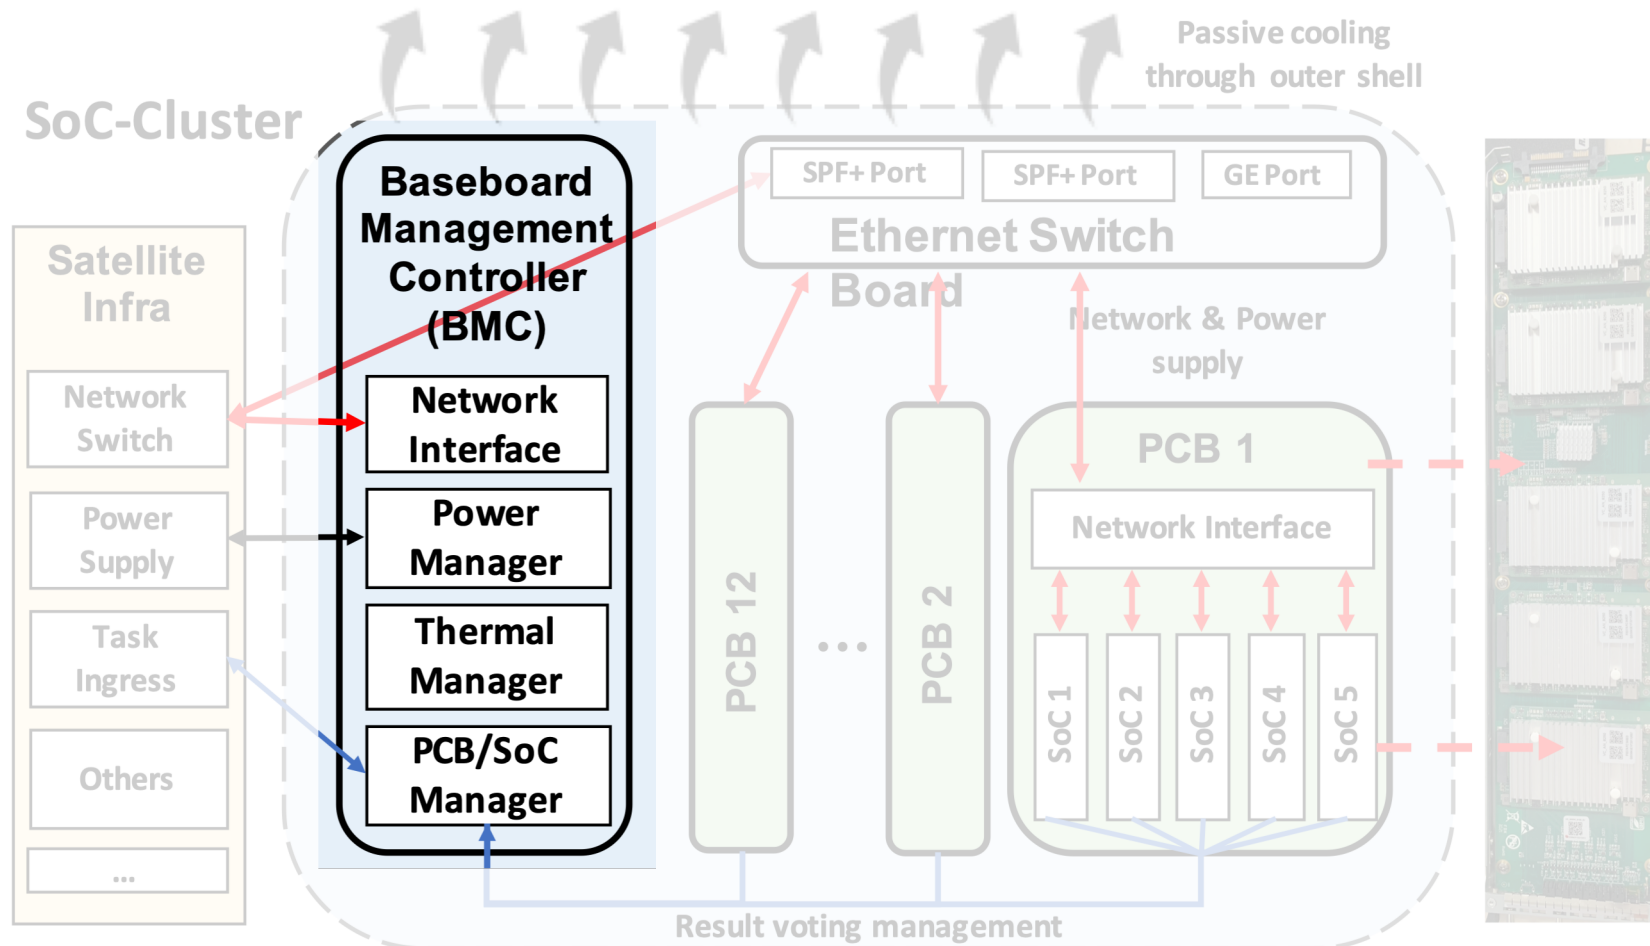 Passive cooling
through outer shell
SoC-Cluster
Baseboard
Management
Controller
(BMC)
Network
Interface
Power
Manager
Thermal
Manager
PCB/SoC
Manager
Satellite
Infra
Network
Switch
Power
Supply
Task
Ingress
Others
...
SPF+ Port
SPF+ Port
GE Port
Ethernet Switch
Board
Network & Power
supply
PCB 12
...
PCB 2
PCB 1
Network Interface
SoC 1
SoC 2
SoC 3
SoC 4
SoC 5
Result voting management